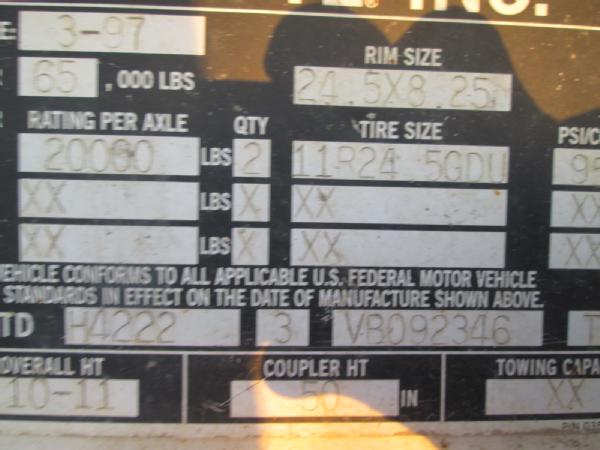 INC.
E: 3-97
RIM SIZE
65 ,000 LBS 24.5X8.25
RATING PER AXLE QTY TIRE SIZE PSI/C
20000 LBS 2 11R24.5GDU 9
XX LBS X XX XX
XX LBS X XX XX
VEHICLE CONFORMS TO ALL APPLICABLE U.S. FEDERAL MOTOR VEHICLE
STANDARDS IN EFFECT ON THE DATE OF MANUFACTURE SHOWN ABOVE.
TD H4222 3 VB092346 T
OVERALL HT COUPLER HT TOWING CAPA
10-11 50 IN XX
P/N 035